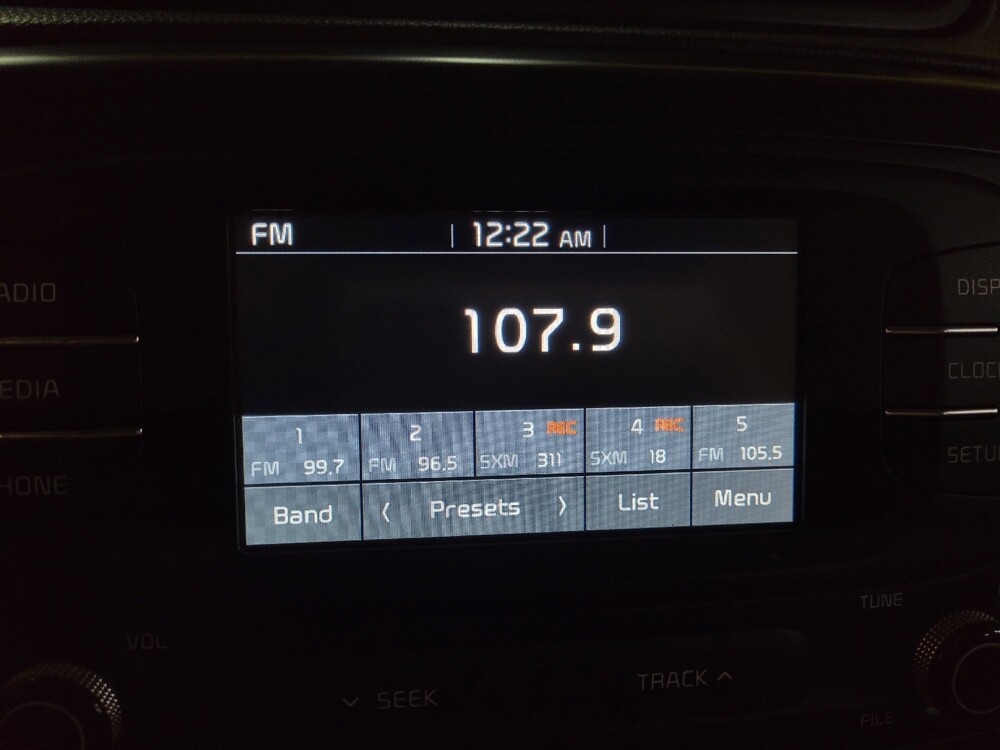 FM | 12:22 AM |
107.9
1 2 3 REC 4 REC 5
FM 99.7 FM 96.5 SXM 311 SXM 18 FM 105.5
Band ⟨ Presets ⟩ List Menu
ADIO
EDIA
HONE
DISP
CLOC
SETU
VOL
SEEK
TRACK
TUNE
FILE